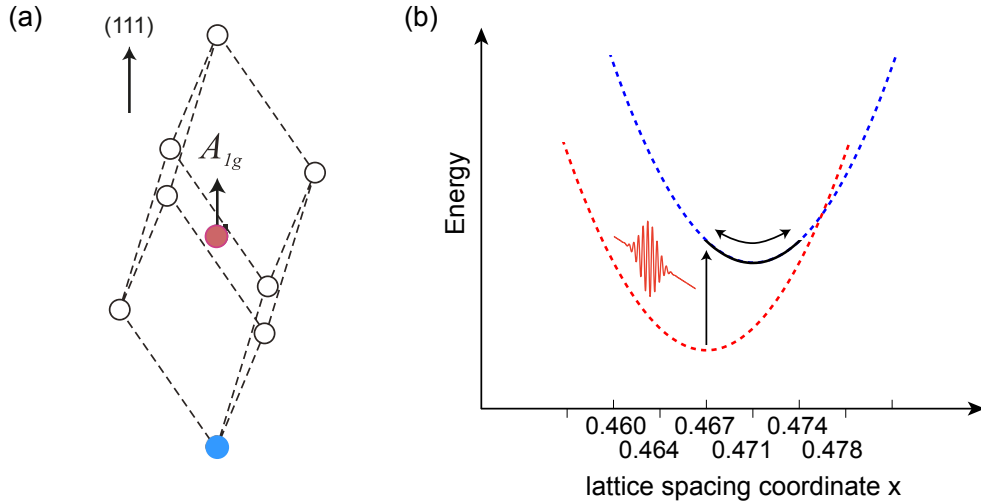 (a)
(111)
A1g
(b)
Energy
0.460 0.467 0.474
0.464 0.471 0.478
lattice spacing coordinate x